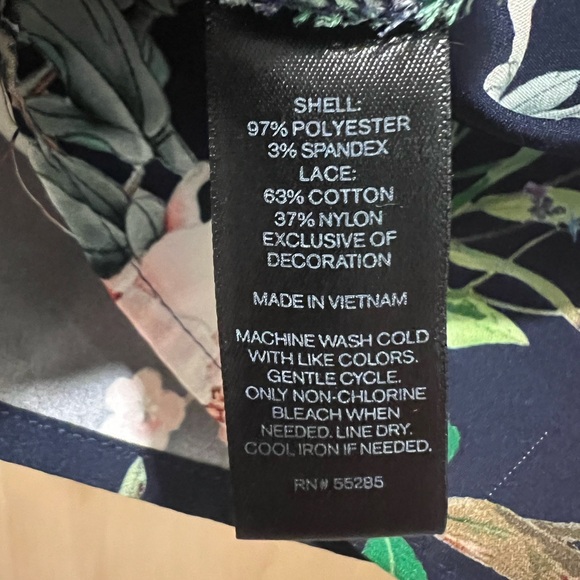 SHELL:
97% POLYESTER
3% SPANDEX
LACE:
63% COTTON
37% NYLON
EXCLUSIVE OF
DECORATION
MADE IN VIETNAM
MACHINE WASH COLD
WITH LIKE COLORS.
GENTLE CYCLE.
ONLY NON-CHLORINE
BLEACH WHEN
NEEDED. LINE DRY.
COOL IRON IF NEEDED.
RN# 55285